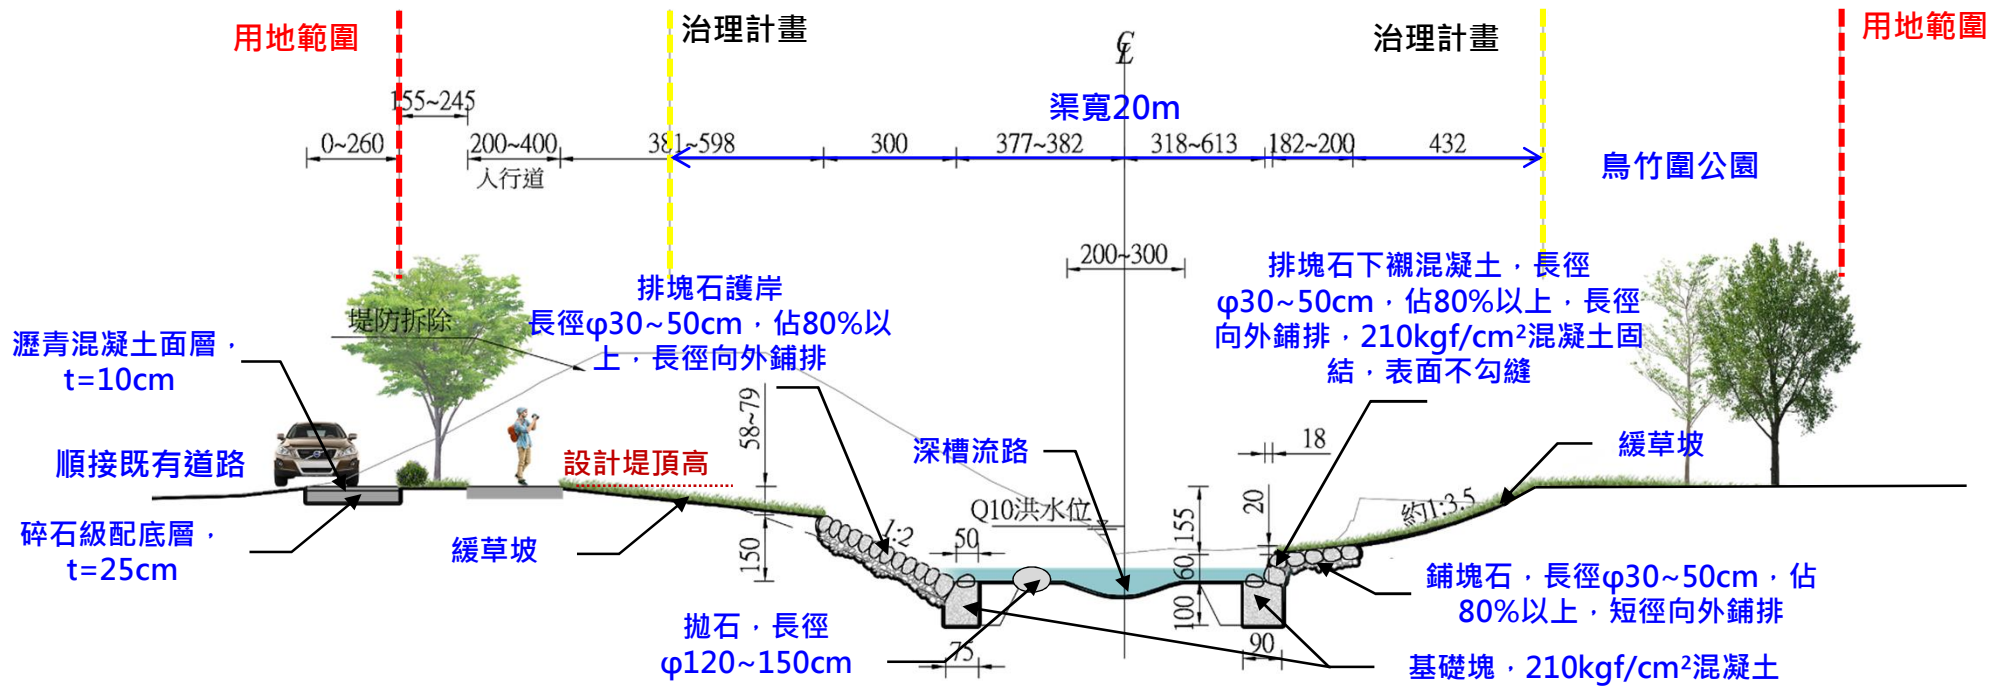 用地範圍
治理計畫
℄
治理計畫
用地範圍
155~245
渠寬20m
0~260
200~400
381~598
300
377~382
318~613
182~200
432
人行道
鳥竹圍公園
200~300
排塊石護岸
長徑φ30~50cm，佔80%以
上，長徑向外鋪排
排塊石下襯混凝土，長徑
φ30~50cm，佔80%以上，長徑
向外鋪排，210kgf/cm²混凝土固
結，表面不勾縫
堤防拆除
瀝青混凝土面層，
t=10cm
58~79
順接既有道路
設計堤頂高
深槽流路
18
緩草坡
碎石級配底層，
t=25cm
緩草坡
1:2
150
50
Q10洪水位
155
60
100
20
約1:3.5
鋪塊石，長徑φ30~50cm，佔
80%以上，短徑向外鋪排
拋石，長徑
φ120~150cm
75
90
基礎塊，210kgf/cm²混凝土